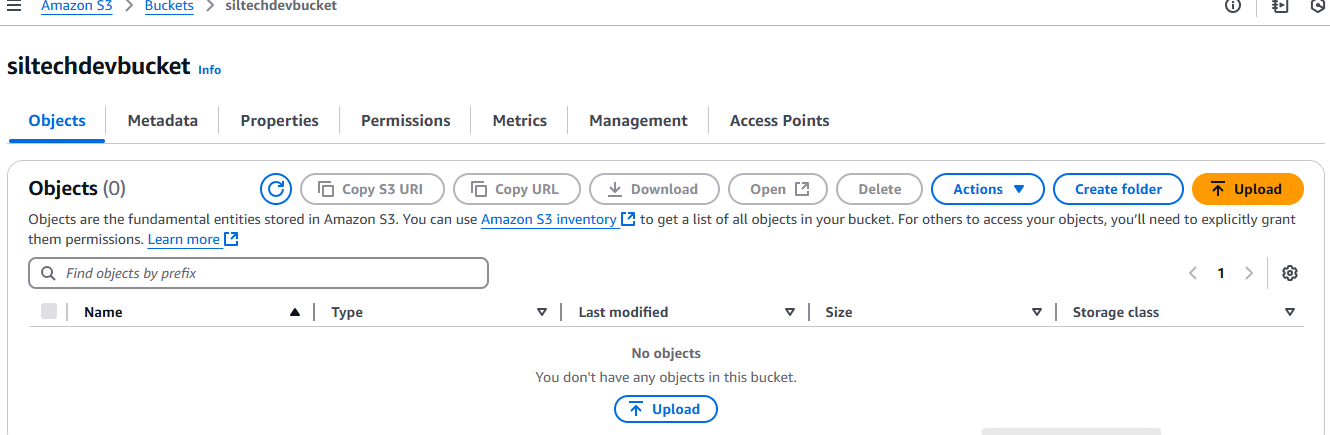 Amazon S3 > Buckets > siltechdevbucket
siltechdevbucket Info
Objects Metadata Properties Permissions Metrics Management Access Points
Objects (0) Copy S3 URI Copy URL Download Open Delete Actions Create folder Upload
Objects are the fundamental entities stored in Amazon S3. You can use Amazon S3 inventory to get a list of all objects in your bucket. For others to access your objects, you’ll need to explicitly grant
them permissions. Learn more
Find objects by prefix 1
Name Type Last modified Size Storage class
No objects
You don't have any objects in this bucket.
Upload